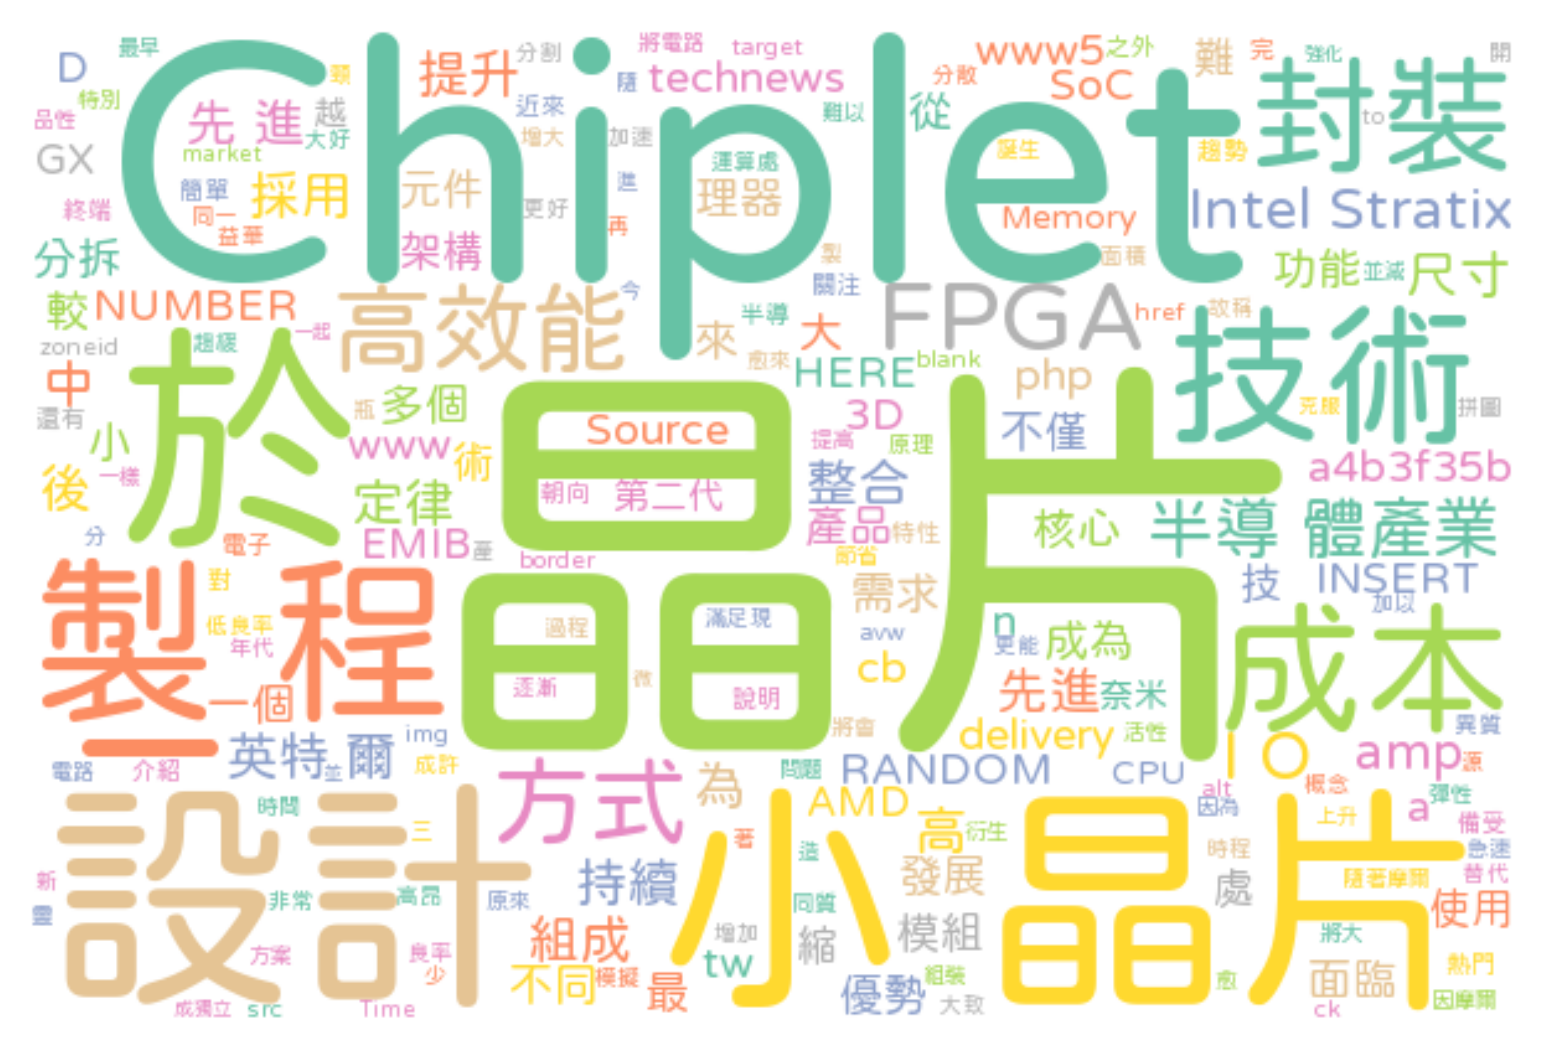 最早
將電路
target
www5
之外
難
完
強化
開
D
提升
分割
technews
SoC
分散
特別
頸
隨
Chiplet
封裝
品性
先進
越
近來
難以
從
to
GX
market
大好
增大
加速
運算處
誕生
趨勢
簡單
採用
元件
進
理器
終端
同一
更好
再
Memory
Intel Stratix
益華
分拆
架構
製
面積
功能
並減
尺寸
關注
今
較
NUMBER
高效能
半導
大
FPGA
href
故稱
技術
zoneid
趨緩
一起
來
愈來
HERE
blank
中
php
於
還有
瓶
多個
Source
3D
不僅
克服
拼圖
小
www
術
提高
原理
後
一樣
定律
晶片
朝向
第二代
整合
a4b3f35b
產品
特性
核心
半導
體產業
分
電子
EMIB
產
border
節省
製程
對
需求
技
INSERT
加以
低良率
年代
過程
滿足現
avw
n
更能
成為
成本
一個
逐漸
微
說明
cb
先進
奈米
一
英特
並
爾
img
將會
delivery
活性
IO
異質
電路
介紹
成許
方式
為
問題
RANDOM
CPU
amp
源
alt
概念
彈性
設計
時間
三
小晶片
著
AMD
高
衍生
因為
上升
a
備受
造
時程
急速
新
非常
高昂
原來
持續
同質
發展
處
隨著摩爾
替代
靈
組成
增加
縮
模組
使用
方案
良率
少
tw
將大
不同
模擬
最
優勢
組裝
愈
面臨
熱門
成獨立
src
Time
大致
ck
因摩爾